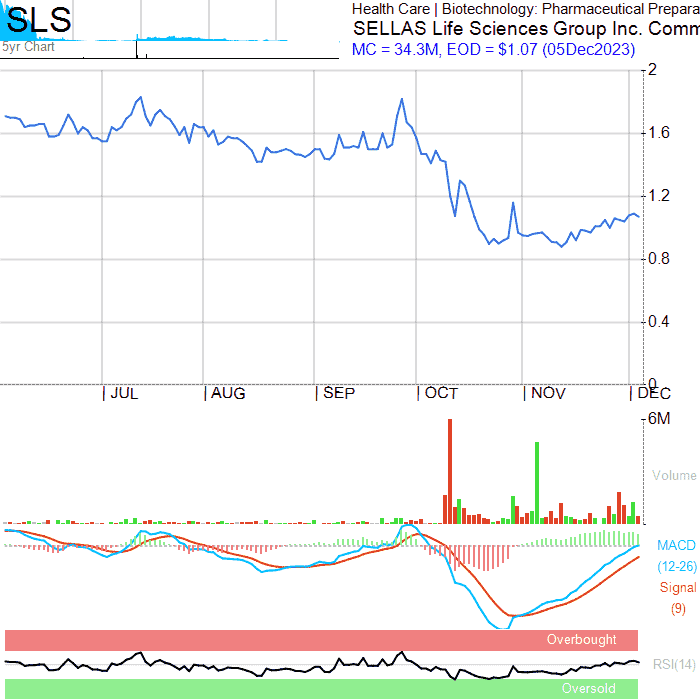 SLS
5yr Chart
Health Care | Biotechnology: Pharmaceutical Prepara
SELLAS Life Sciences Group Inc. Comm
MC = 34.3M, EOD = $1.07 (05Dec2023)
2
1.6
1.2
0.8
0.4
0
JUL AUG SEP OCT NOV DEC
6M
Volume
MACD
(12-26)
Signal
(9)
Overbought
RSI(14)
Oversold